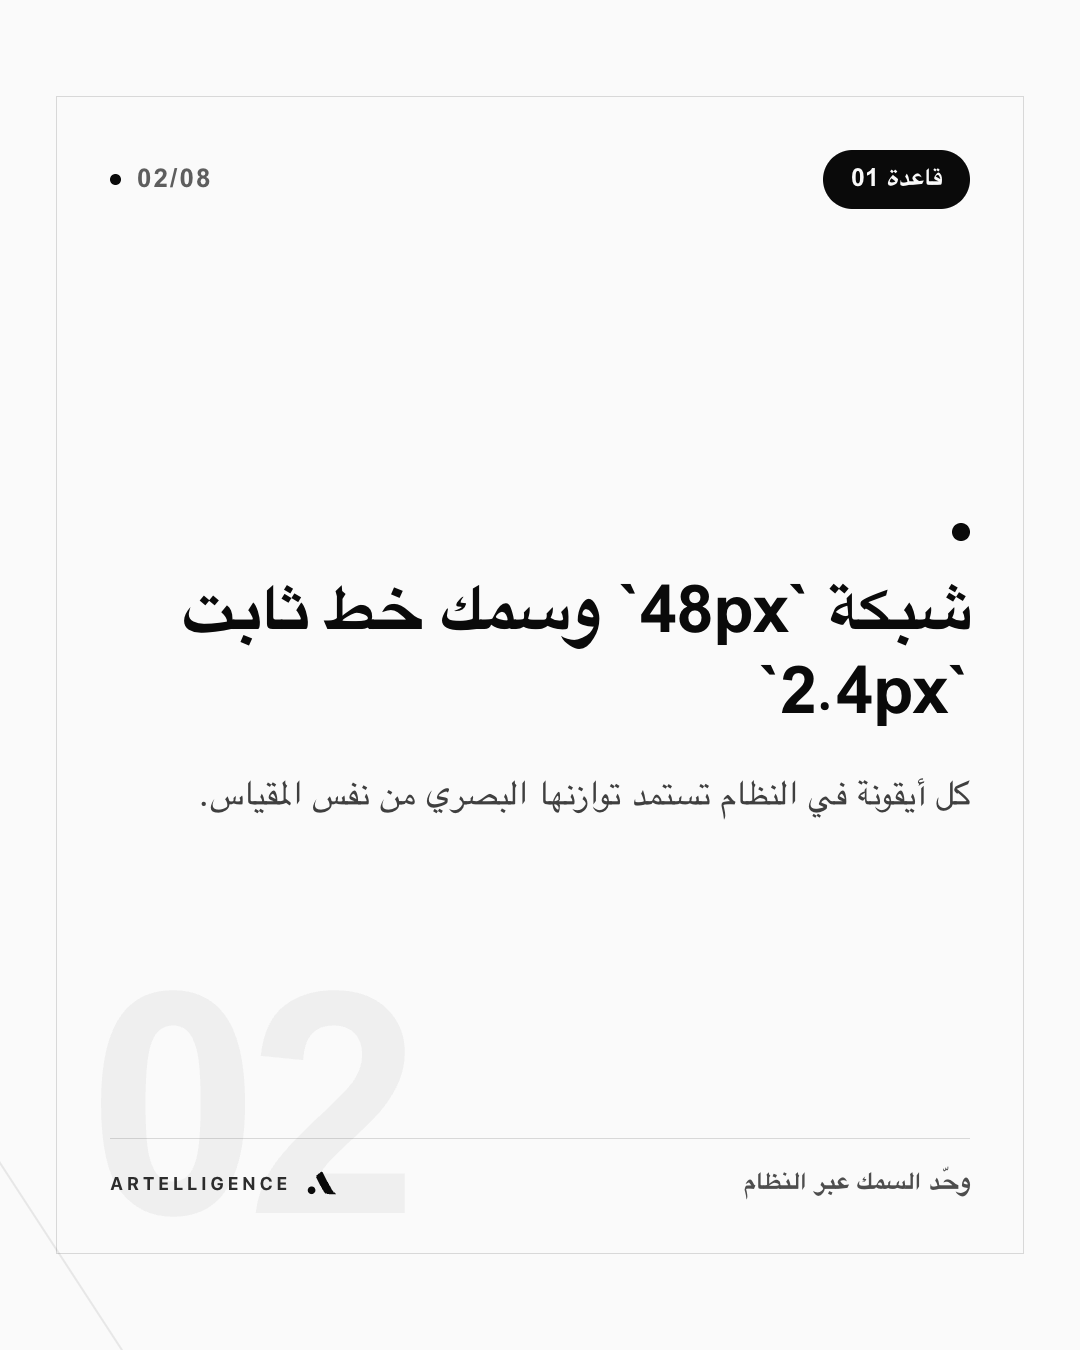 قاعدة 01
02/08
شبكة `48px` وسمك خط ثابت
`2.4px`
كل أيقونة في النظام تستمد توازنها البصري من نفس المقياس.
02
وحّد السمك عبر النظام
ARTELLIGENCE